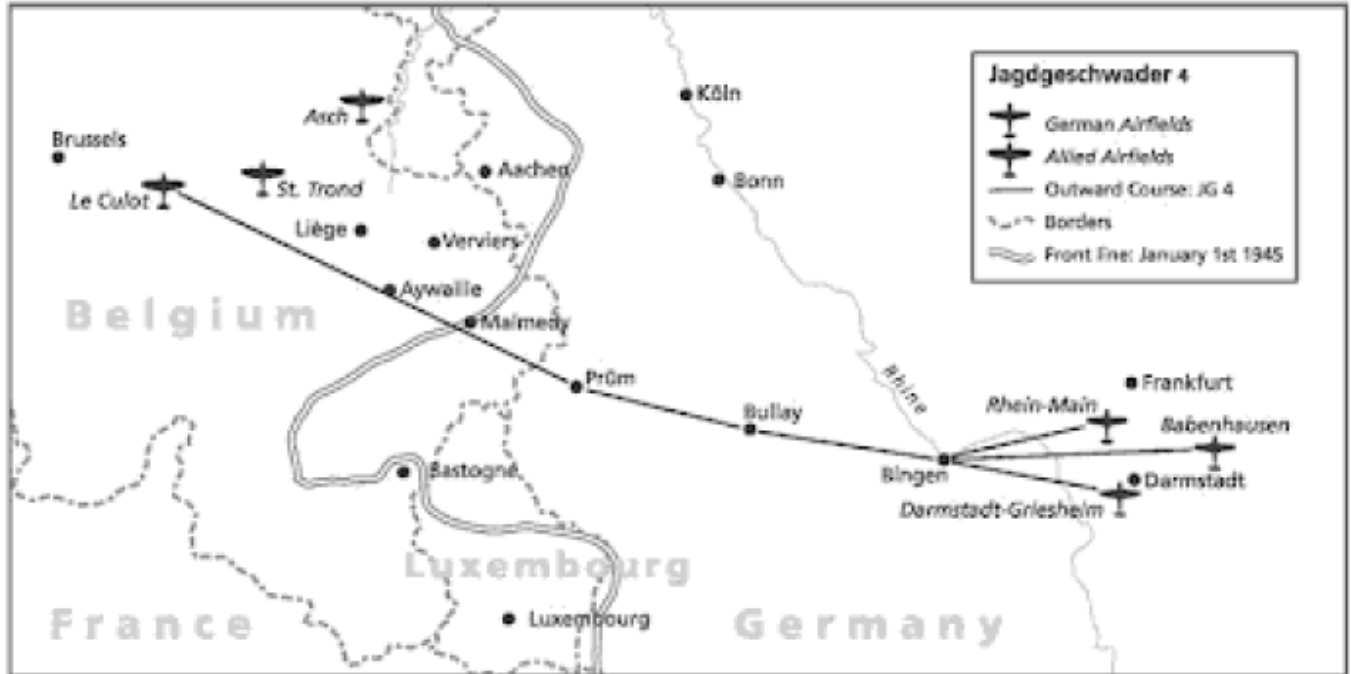 Jagdgeschwader 4
German Airfields
Allied Airfields
Outward Course: JG 4
Borders
Front line: January 1st 1945
Köln
Asch
Brussels
Aachen
Bonn
Le Culot
St. Trond
Liège
Verviers
Aywaille
Belgium
Malmedy
Prüm
Rhine
Frankfurt
Rhein-Main
Bullay
Babenhausen
Bastogne
Bingen
Darmstadt
Darmstadt-Griesheim
Luxembourg
France
Luxembourg
Germany